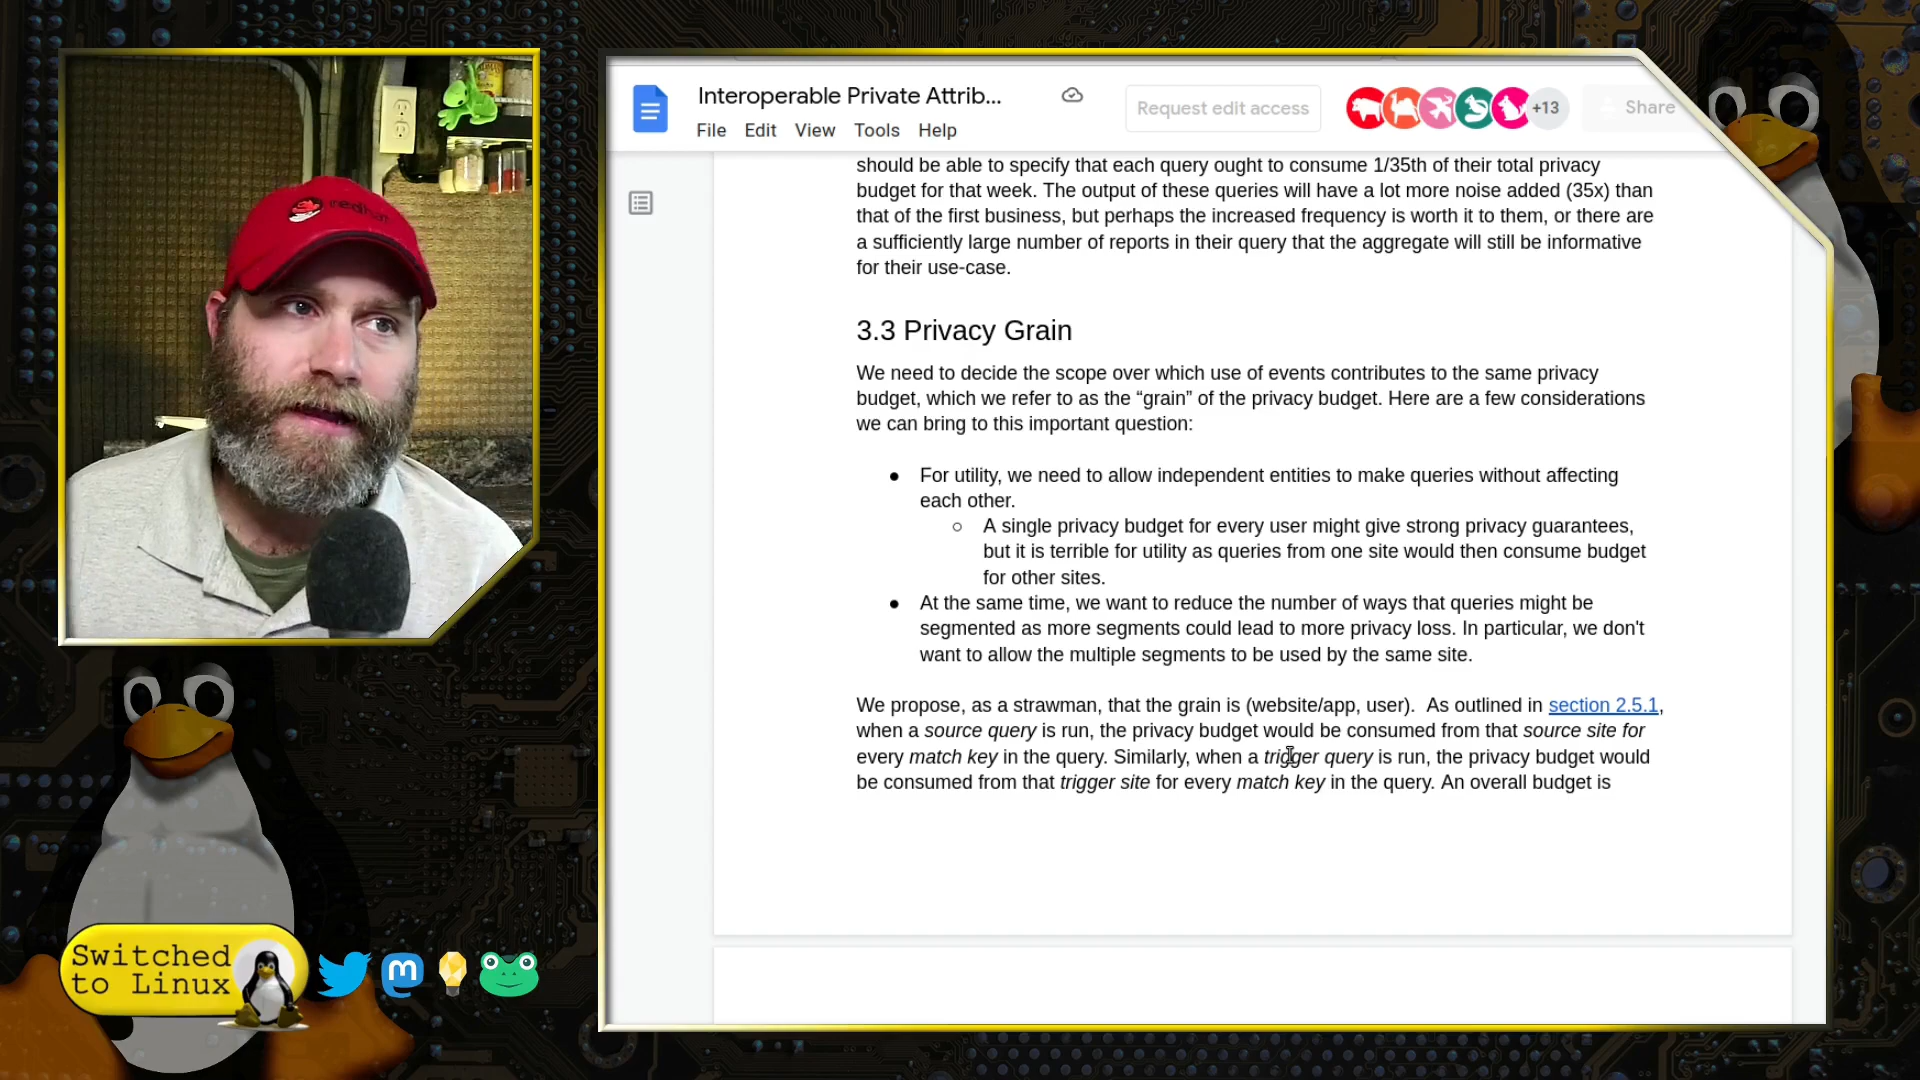 redhat
Interoperable Private Attrib...
Request edit access
+13
Share
File Edit View Tools Help
should be able to specify that each query ought to consume 1/35th of their total privacy
budget for that week. The output of these queries will have a lot more noise added (35x) than
that of the first business, but perhaps the increased frequency is worth it to them, or there are
a sufficiently large number of reports in their query that the aggregate will still be informative
for their use-case.
3.3 Privacy Grain
We need to decide the scope over which use of events contributes to the same privacy
budget, which we refer to as the “grain” of the privacy budget. Here are a few considerations
we can bring to this important question:
● For utility, we need to allow independent entities to make queries without affecting
each other.
○ A single privacy budget for every user might give strong privacy guarantees,
but it is terrible for utility as queries from one site would then consume budget
for other sites.
● At the same time, we want to reduce the number of ways that queries might be
segmented as more segments could lead to more privacy loss. In particular, we don't
want to allow the multiple segments to be used by the same site.
We propose, as a strawman, that the grain is (website/app, user). As outlined in section 2.5.1,
when a source query is run, the privacy budget would be consumed from that source site for
every match key in the query. Similarly, when a trigger query is run, the privacy budget would
be consumed from that trigger site for every match key in the query. An overall budget is
Switched
to Linux
m